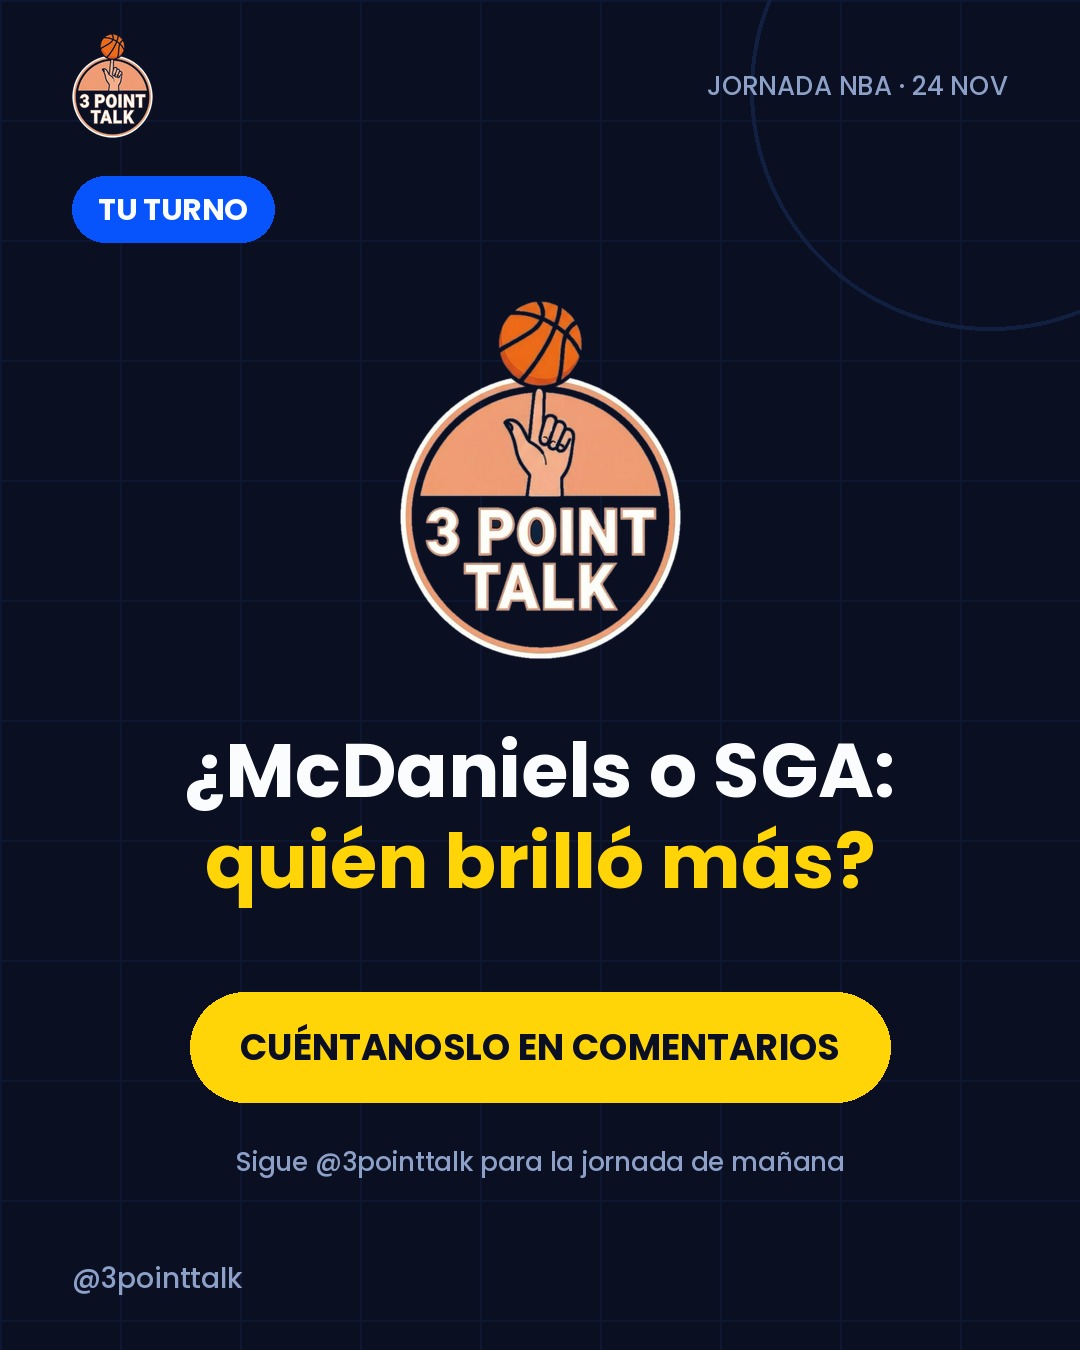 3 POINT
TALK
JORNADA NBA · 24 NOV
TU TURNO
3 POINT
TALK
¿McDaniels o SGA:
quién brilló más?
CUÉNTANOSLO EN COMENTARIOS
Sigue @3pointtalk para la jornada de mañana
@3pointtalk